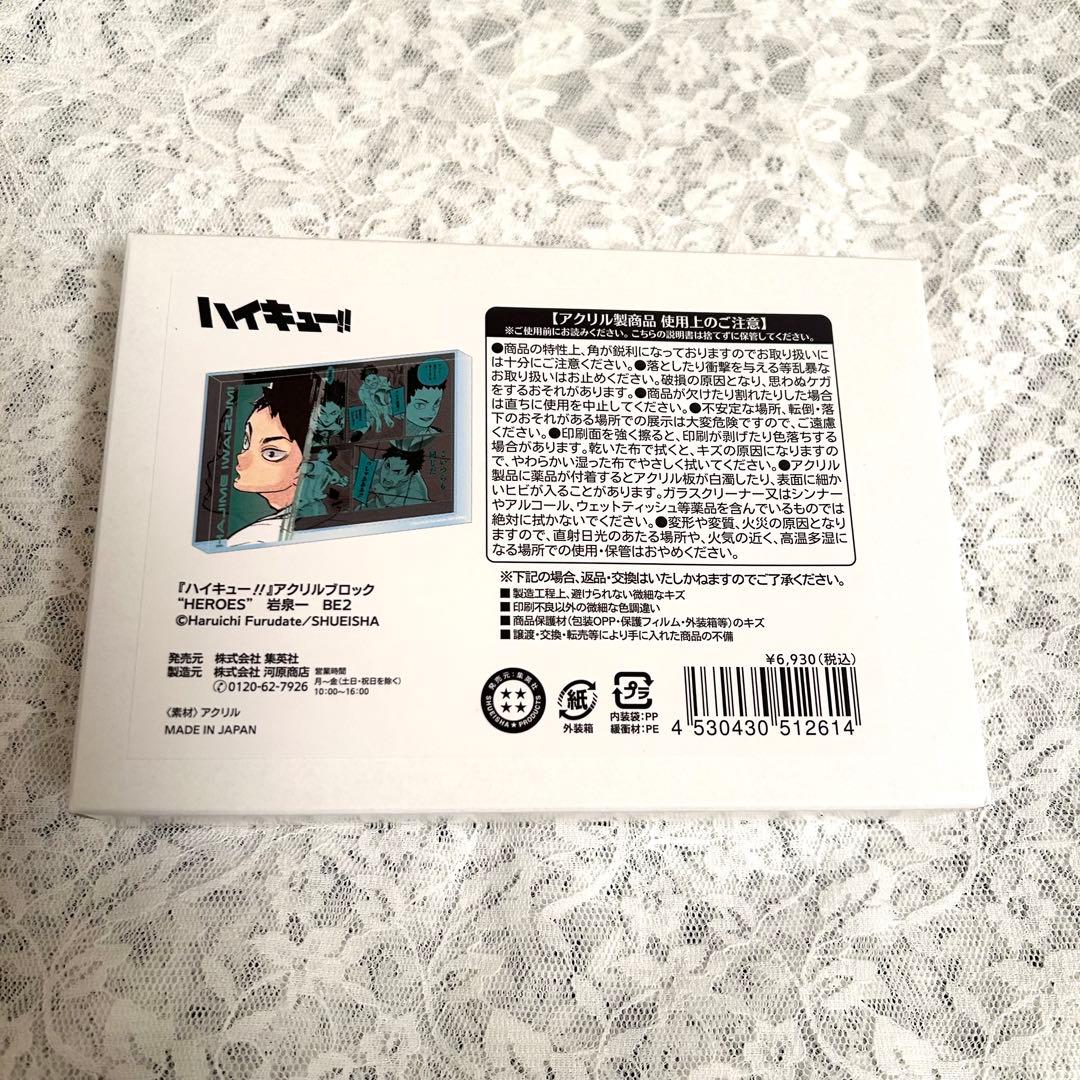 ハイキュー!!
HAJIME IWAIZUMI
『ハイキュー!!』アクリルブロック
“HEROES” 岩泉一 BE2
©Haruichi Furudate/SHUEISHA
発売元 株式会社 集英社
製造元 株式会社 河原商店
0120-62-7926
営業時間
月〜金(土日・祝日を除く)
10:00〜16:00
〈素材〉アクリル
MADE IN JAPAN
【アクリル製商品 使用上のご注意】
※ご使用前にお読みください。こちらの説明書は捨てずに保管してください。
●商品の特性上、角が鋭利になっておりますのでお取り扱いに
は十分にご注意ください。●落としたり衝撃を与える等乱暴な
お取り扱いはお止めください。破損の原因となり、思わぬケガ
をするおそれがあります。●商品が欠けたり割れたりした場合
は直ちに使用を中止してください。●不安定な場所、転倒・落
下のおそれがある場所での展示は大変危険ですので、ご遠慮
ください。●印刷面を強く擦ると、印刷が剥げたり色落ちする
場合があります。乾いた布で拭くと、キズの原因になりますの
で、やわらかい湿った布でやさしく拭いてください。●アクリル
製品に薬品が付着するとアクリル板が白濁したり、表面に細か
いヒビが入ることがあります。ガラスクリーナー又はシンナー
やアルコール、ウェットティッシュ等薬品を含んでいるものでは
絶対に拭かないでください。●変形や変質、火災の原因となり
ますので、直射日光のあたる場所や、火気の近く、高温多湿に
なる場所での使用・保管はおやめください。
※下記の場合、返品・交換はいたしかねますのでご了承ください。
■製造工程上、避けられない微細なキズ
■印刷不良以外の微細な色調違い
■商品保護材(包装OPP・保護フィルム・外装箱等)のキズ
■譲渡・交換・転売等により手に入れた商品の不備
¥6,930(税込)
発売元:集英社
SHUEISHA★PRODUCTS
紙
外装箱
プラ
内装袋:PP
緩衝材:PE
4 530430 512614